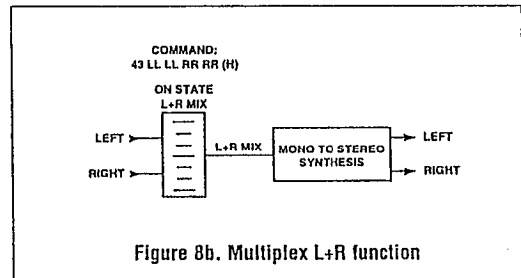 COMMAND:
43 LL LL RR RR (H)
ON STATE
L+R MIX
LEFT
RIGHT
L+R MIX
MONO TO STEREO
SYNTHESIS
LEFT
RIGHT
Figure 8b. Multiplex L+R function